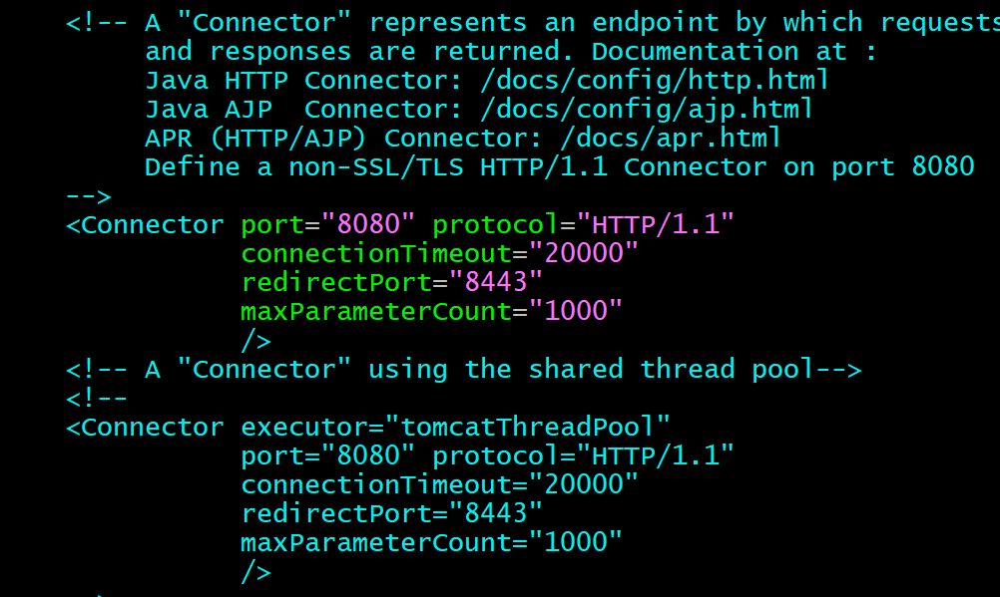 <!-- A "Connector" represents an endpoint by which requests
and responses are returned. Documentation at :
Java HTTP Connector: /docs/config/http.html
Java AJP  Connector: /docs/config/ajp.html
APR (HTTP/AJP) Connector: /docs/apr.html
Define a non-SSL/TLS HTTP/1.1 Connector on port 8080
-->
<Connector port="8080" protocol="HTTP/1.1"
connectionTimeout="20000"
redirectPort="8443"
maxParameterCount="1000"
/>
<!-- A "Connector" using the shared thread pool-->
<!--
<Connector executor="tomcatThreadPool"
port="8080" protocol="HTTP/1.1"
connectionTimeout="20000"
redirectPort="8443"
maxParameterCount="1000"
/>